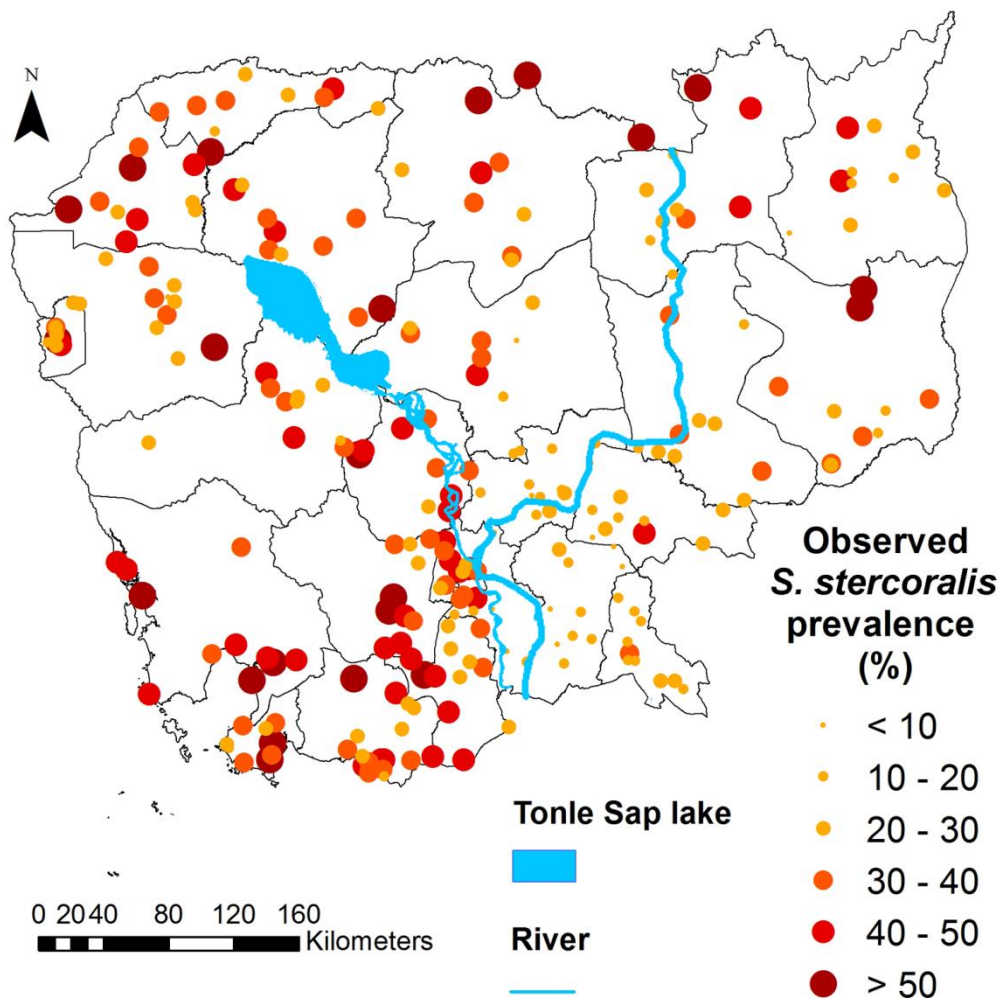 N
Observed
S. stercoralis
prevalence
(%)
< 10
10 - 20
20 - 30
30 - 40
40 - 50
> 50
Tonle Sap lake
River
0 20 40 80 120 160
Kilometers